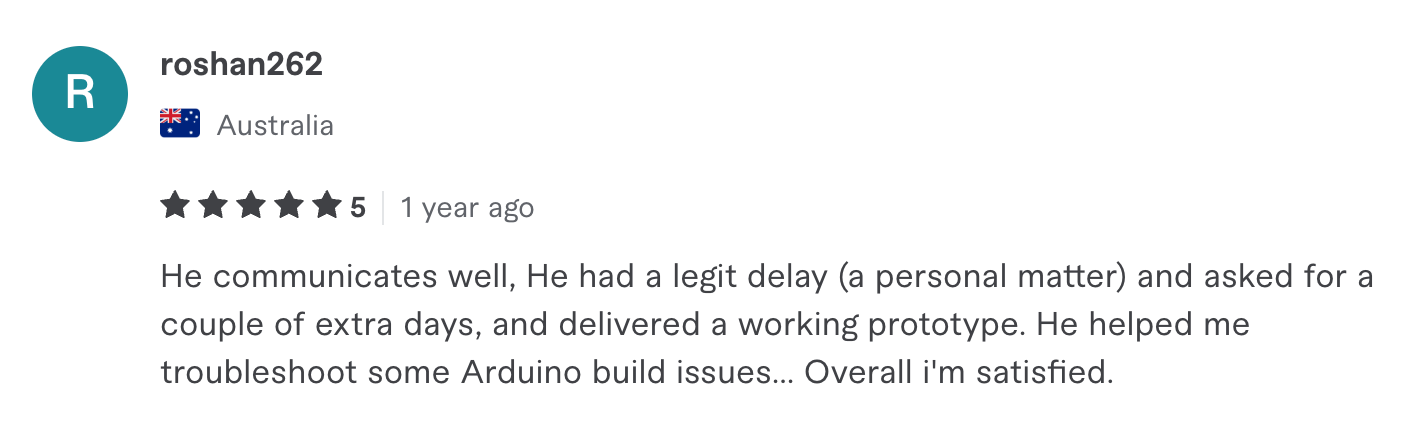 R
roshan262
Australia
5
1 year ago
He communicates well, He had a legit delay (a personal matter) and asked for a
couple of extra days, and delivered a working prototype. He helped me
troubleshoot some Arduino build issues... Overall i'm satisfied.